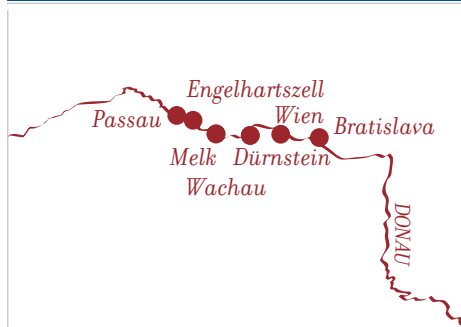 Engelhartszell
Passau
Wien
Bratislava
Melk
Dürnstein
Wachau
DONAU